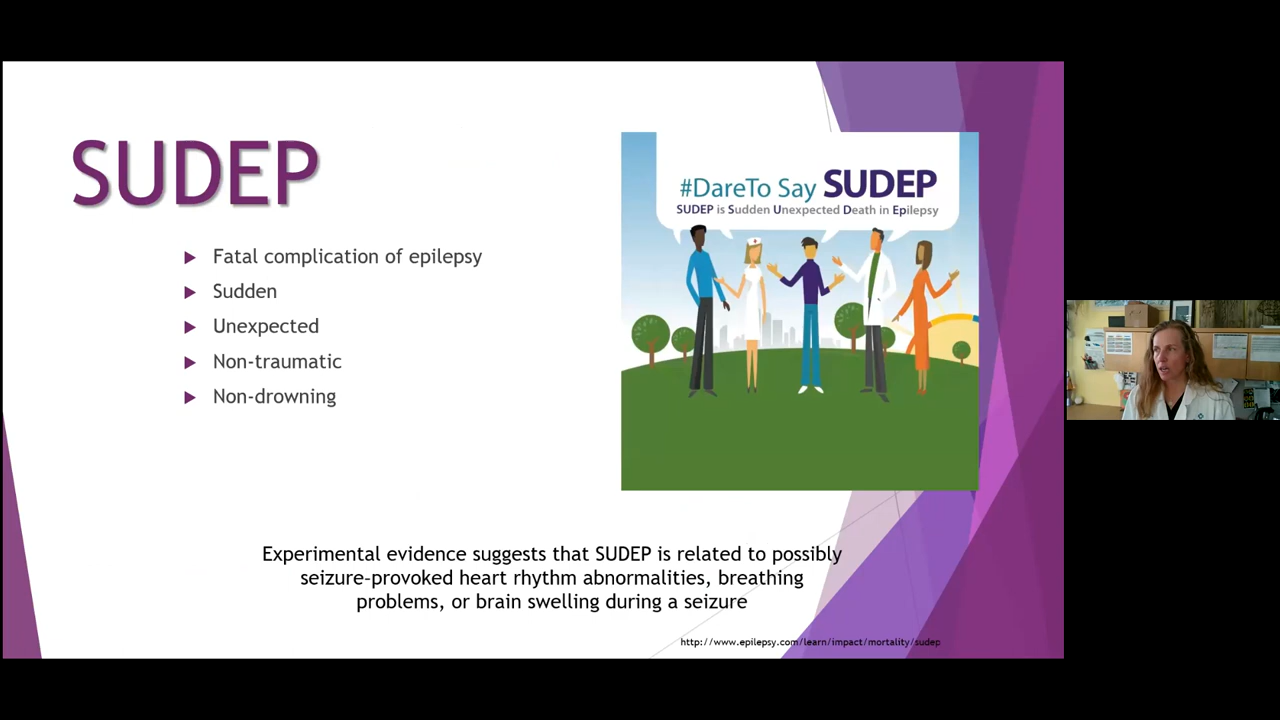 SUDEP
Fatal complication of epilepsy
Sudden
Unexpected
Non-traumatic
Non-drowning
#DareTo Say SUDEP
SUDEP is Sudden Unexpected Death in Epilepsy
Experimental evidence suggests that SUDEP is related to possibly
seizure-provoked heart rhythm abnormalities, breathing
problems, or brain swelling during a seizure
http://www.epilepsy.com/learn/impact/mortality/sudep